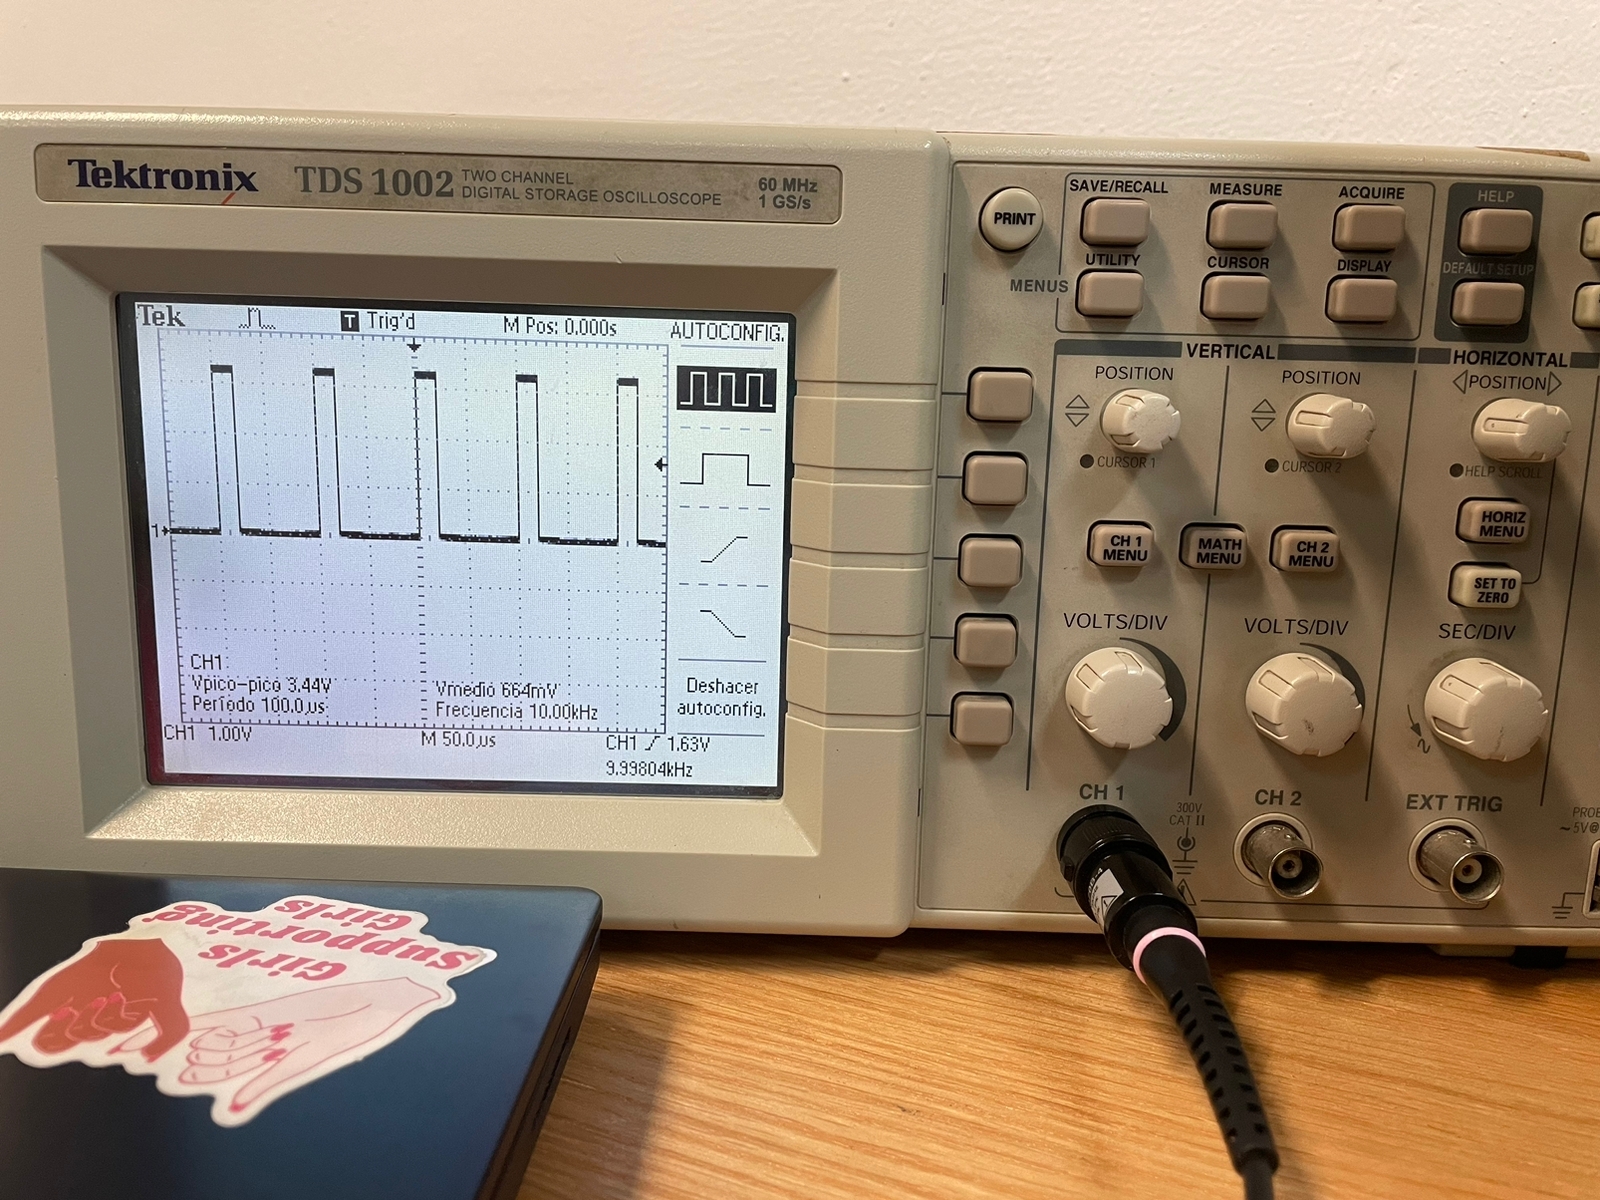 Tektronix TDS 1002 TWO CHANNEL
DIGITAL STORAGE OSCILLOSCOPE
60 MHz
1 GS/s
Tek
T Trig'd
M Pos: 0.000s
AUTOCONFIG.
1
CH1:
Vpico-pico 3.44V
Período 100.0µs
Vmedio 664mV
Frecuencia 10.00kHz
Deshacer
autoconfig.
CH1 1.00V
M 50.0µs
CH1 1.63V
9.99804kHz
PRINT
SAVE/RECALL
MEASURE
ACQUIRE
HELP
MENUS
UTILITY
CURSOR
DISPLAY
DEFAULT SETUP
VERTICAL
HORIZONTAL
POSITION
POSITION
POSITION
CURSOR 1
CURSOR 2
HELP SCROLL
CH 1
MENU
MATH
MENU
CH 2
MENU
HORIZ
MENU
SET TO
ZERO
VOLTS/DIV
VOLTS/DIV
SEC/DIV
CH 1
300V
CAT II
CH 2
EXT TRIG
~5V@
Girls
Supporting
Girls